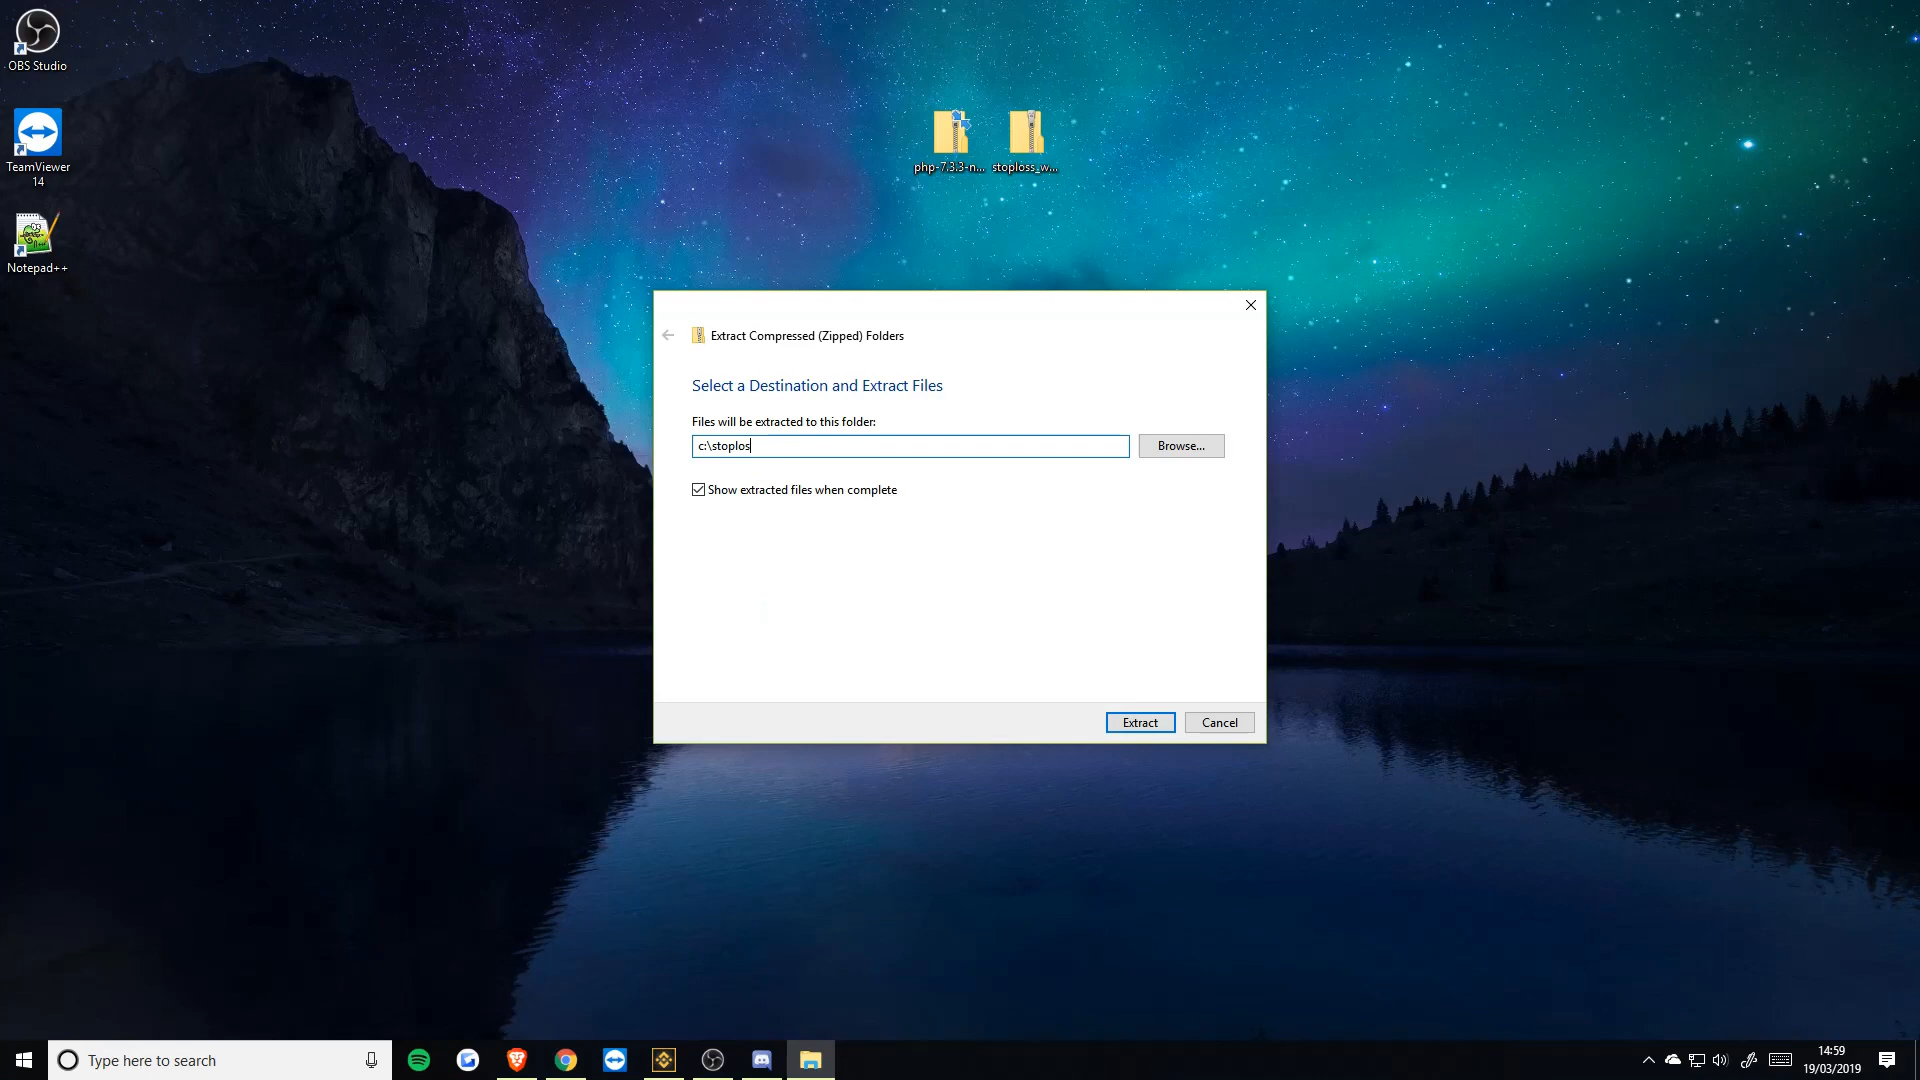 OBS Studio
TeamViewer
14
Notepad++
php-7.3.3-n...
stoploss_w...
Extract Compressed (Zipped) Folders
Select a Destination and Extract Files
Files will be extracted to this folder:
c:\stoplos
Browse...
Show extracted files when complete
Extract
Cancel
Type here to search
14:59
19/03/2019